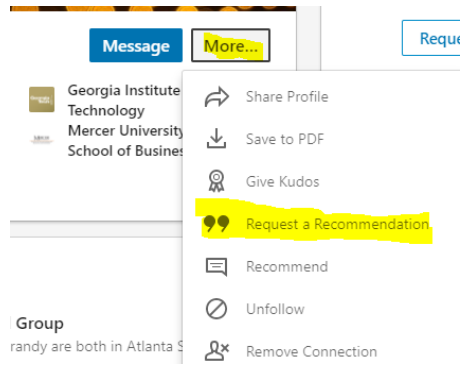 Message
More...
Reque
Georgia Institute
Technology
Mercer University
School of Busines
Share Profile
Save to PDF
Give Kudos
Request a Recommendation
Recommend
Unfollow
Remove Connection
Group
randy are both in Atlanta S